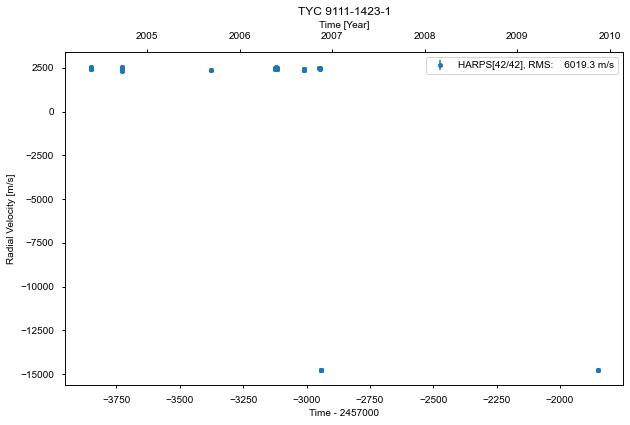 TYC 9111-1423-1
Time [Year]
2005 2006 2007 2008 2009 2010
HARPS[42/42], RMS: 6019.3 m/s
Radial Velocity [m/s]
2500
0
−2500
−5000
−7500
−10000
−12500
−15000
−3750 −3500 −3250 −3000 −2750 −2500 −2250 −2000
Time - 2457000